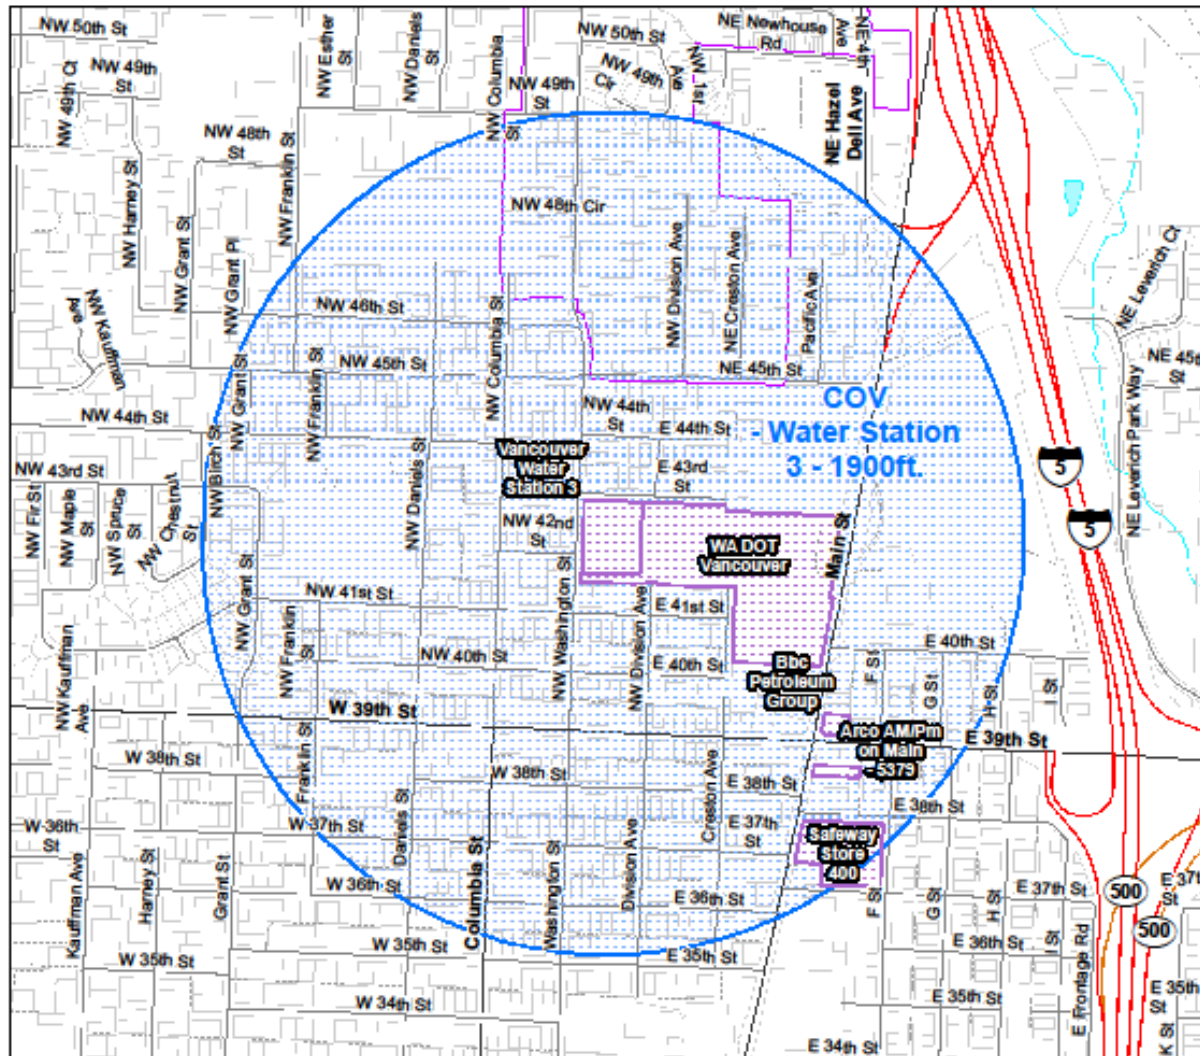 NW 50th St
NW 49th
St
NW 49th Ct
NW Esther
St
NW Daniels
St
NW Columbia
St
NW 50th St
NW 49th
St
NW 49th
Cir
NW 1st
Ave
NE Newhouse
Rd
NE 4th
Ave
NE Hazel
Dell Ave
NW 48th
St
NW Harney St
NW Grant St
NW Grant Pl
NW Franklin St
NW 48th Cir
NW Division Ave
NE Creston Ave
Pacific Ave
NE Leverich Ct
NW Kauffman
Ave
NW 46th St
NW Columbia St
NW 45th St
NE 45th St
NE 45th
St
NW Grant St
NW Franklin St
NW 44th St
NW 44th
St
E 44th St
COV
- Water Station
3 - 1900ft.
NE Leverich Park Way
NW 43rd St
NW Blich St
NW Daniels St
Vancouver
Water
Station 3
E 43rd
St
5
5
NW Fir St
NW Maple
St
NW Spruce
St
NW Chestnut
St
NW 42nd
St
WA DOT
Vancouver
Main St
NW Grant St
NW 41st St
NW Washington St
NW Division Ave
E 41st St
NW Franklin
St
NW 40th St
E 40th St
E 40th St
Bbc
Petroleum
Group
F St
G St
H St
I St
NW Kauffman
Ave
W 39th St
Arco AM/Pm
on Main
- 5375
E 39th St
W 38th St
Franklin St
W 38th St
Creston Ave
E 38th St
E 38th St
W 36th
St
W 37th St
Daniels St
E 37th
St
Safeway
Store
400
Kauffman Ave
Harney St
Grant St
W 36th St
Columbia St
Washington St
Division Ave
E 36th St
F St
G St
H St
I St
E 37th St
500
E 37th
St
500
W 35th St
W 35th St
E 35th St
E 36th St
E Frontage Rd
W 34th St
E 35th St
E 35th
St
K St
E 34th St